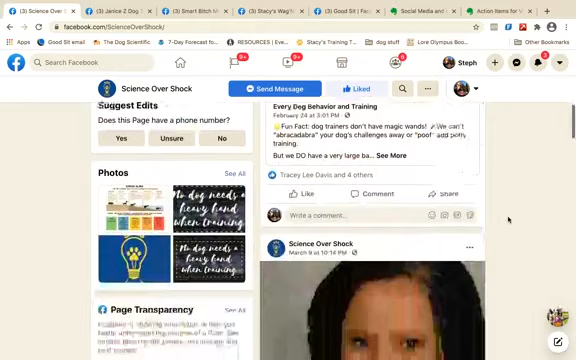 (3) Science Over S
(3) Janice Z Dog T
(3) Smart Bitch M
(3) Stacy's Wag'N
(3) Good Sit | Face
Social Media and
Action Items for M
facebook.com/ScienceOverShock/
Apps
Good Sit email
The Dog Scientific
7-Day Forecast fo...
RESOURCES ( Eve...
Stacy's Training T...
dog stuff
Lore Olympus Boo...
Other Bookmarks
Search Facebook
9+
9+
6
Steph
3
Science Over Shock
Send Message
Liked
Suggest Edits
Does this Page have a phone number?
Yes
Unsure
No
Photos
See All
No dog needs a
heavy hand
when training.
No dog needs a
heavy hand
when training.
Page Transparency
See All
Every Dog Behavior and Training
February 24 at 3:01 PM
Fun Fact: dog trainers don't have magic wands! We can't
"abracadabra" your dog's challenges away or "poof" add potty
training.
But we DO have a very large ba... See More
Tracey Lee Davis and 4 others
Like
Comment
Share
Write a comment...
Science Over Shock
March 9 at 10:14 PM